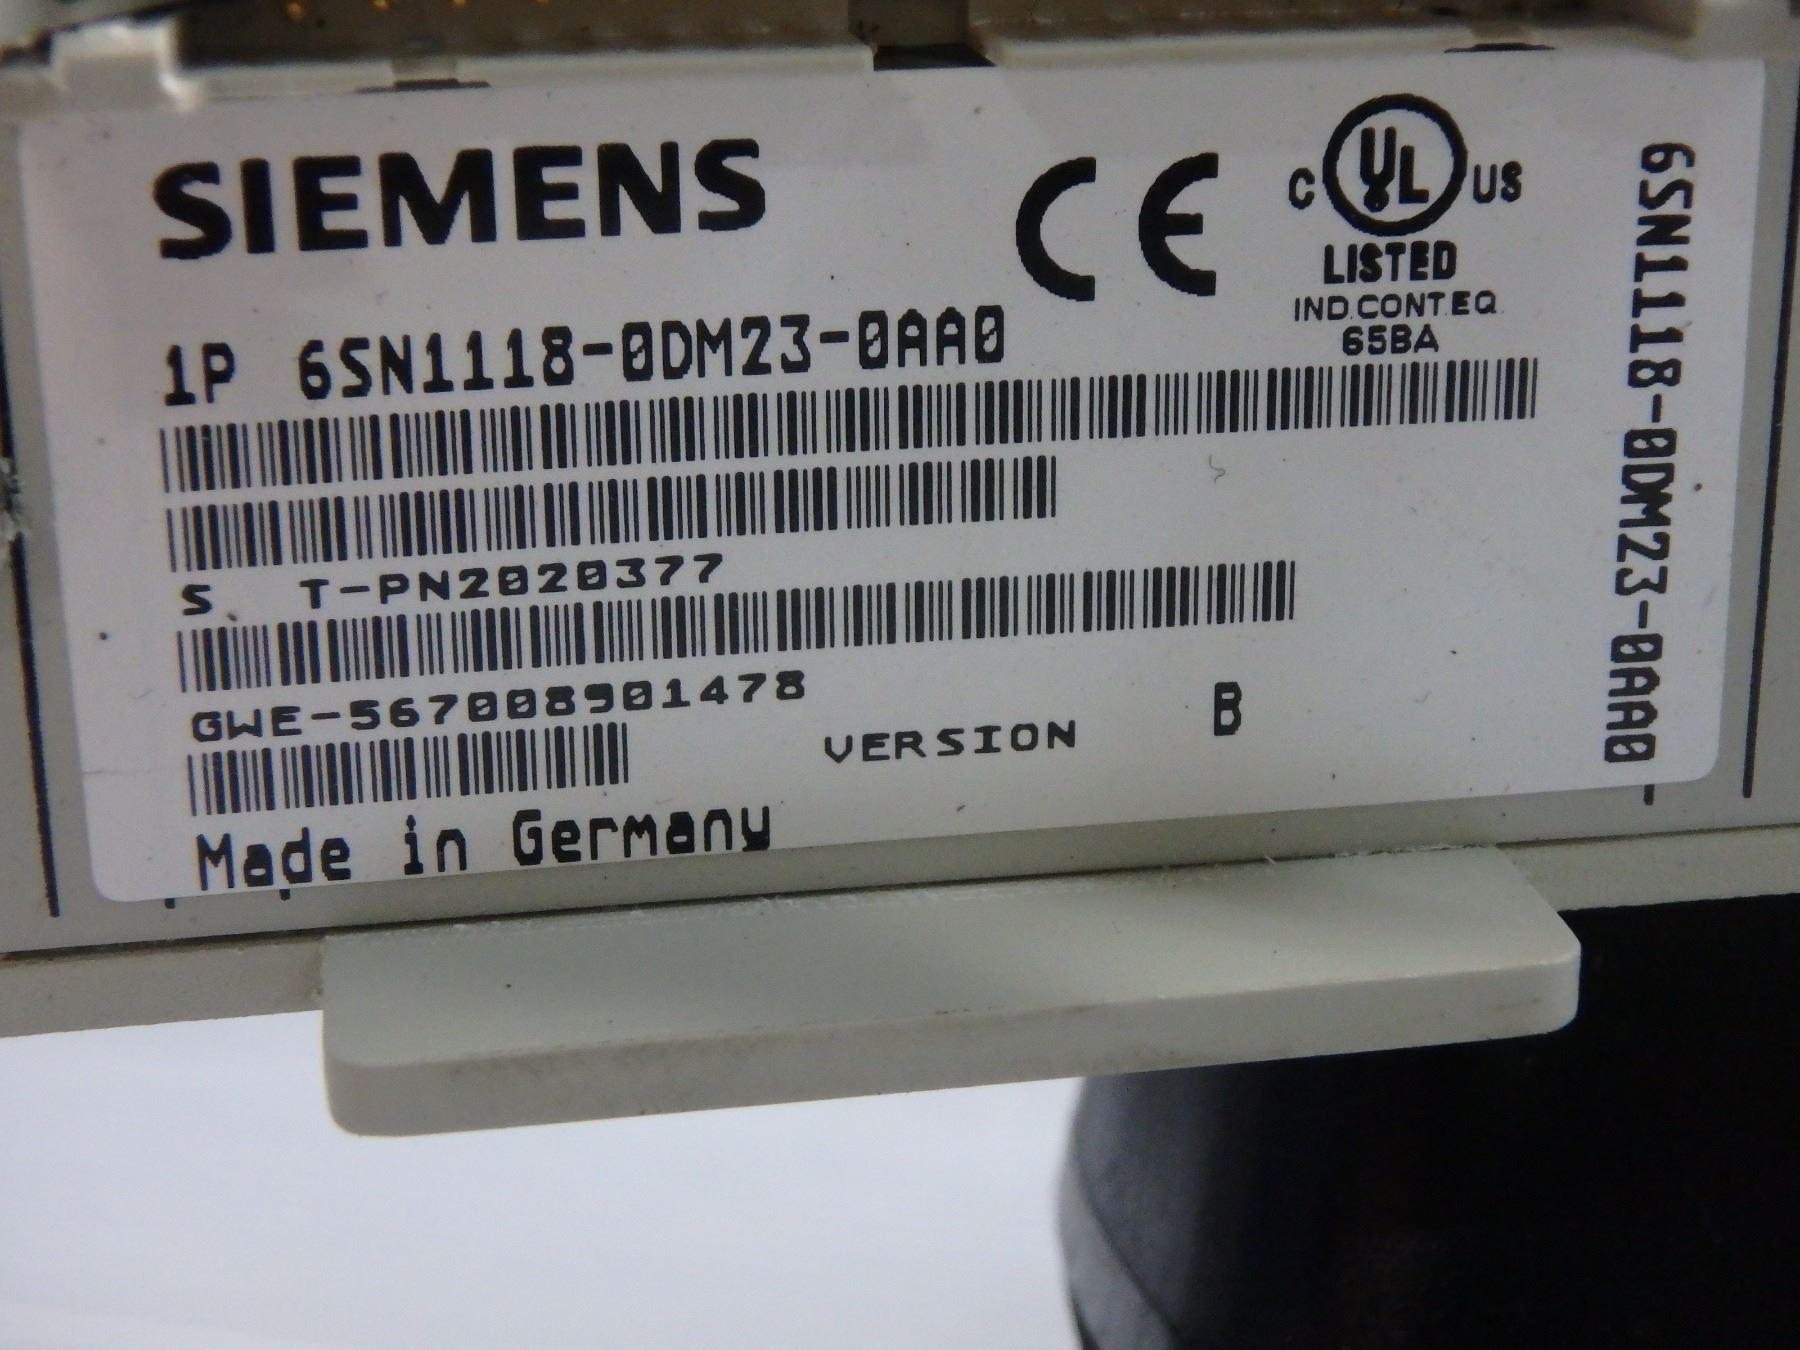 SIEMENS
CE
C UL US
LISTED
IND.CONT.EQ.
65BA
1P 6SN1118-0DM23-0AA0
S T-PN2020377
GWE-567008901478
VERSION B
Made in Germany
6SN1118-0DM23-0AA0